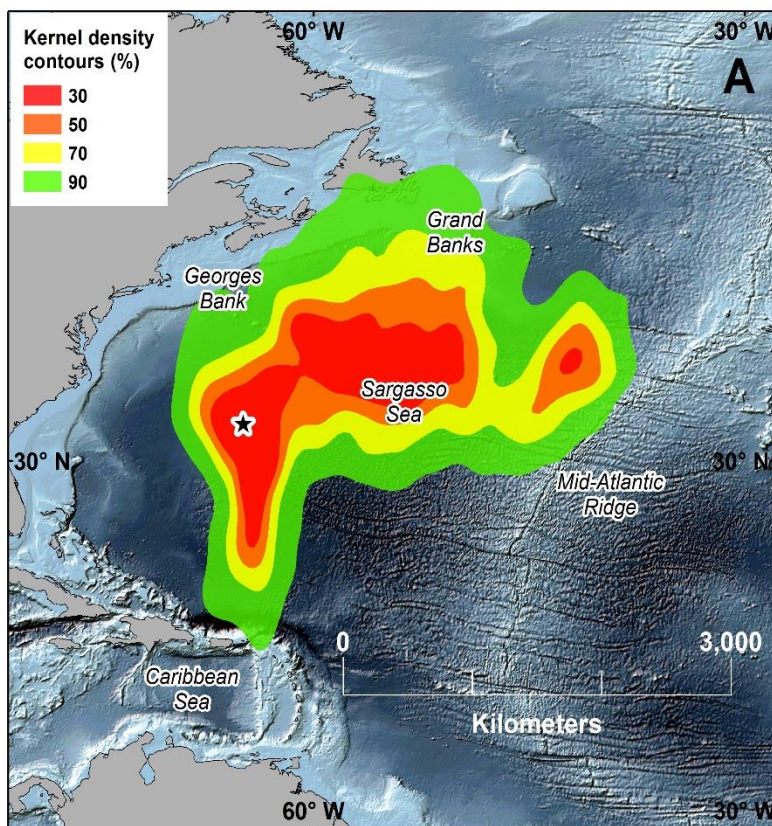 60° W
30° W
Kernel density
contours (%)
30
50
70
90
A
Grand
Banks
Georges
Bank
Sargasso
Sea
30° N
30° N
Mid-Atlantic
Ridge
0
3,000
Caribbean
Sea
Kilometers
60° W
30° W